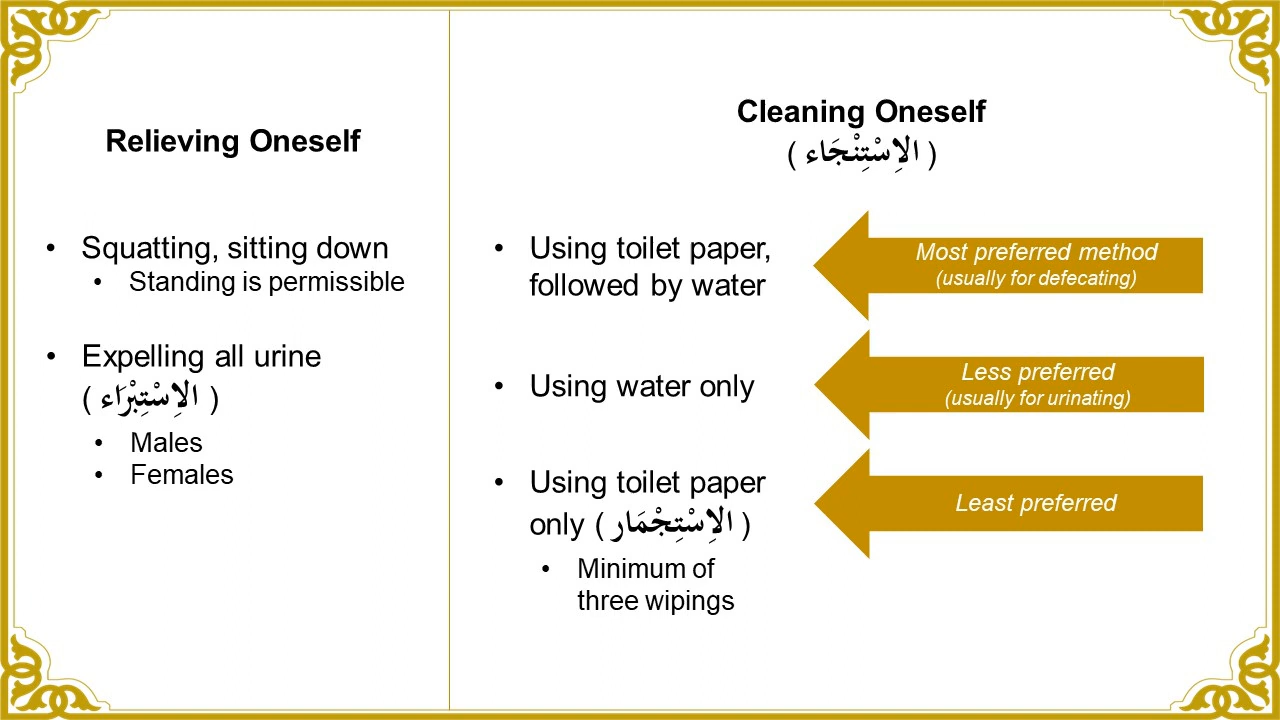 Relieving Oneself
• Squatting, sitting down
• Standing is permissible
• Expelling all urine
( الاِسْتِبْرَاء )
• Males
• Females
Cleaning Oneself
( الاِسْتِنْجَاء )
• Using toilet paper,
followed by water
Most preferred method
(usually for defecating)
• Using water only
Less preferred
(usually for urinating)
• Using toilet paper
only ( الاِسْتِجْمَار )
• Minimum of
three wipings
Least preferred